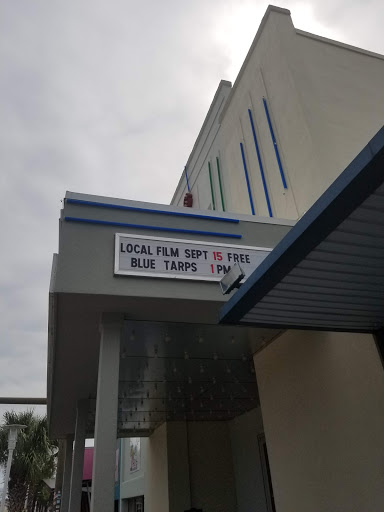 LOCAL FILM SEPT 15 FREE
BLUE TARPS 1 PM